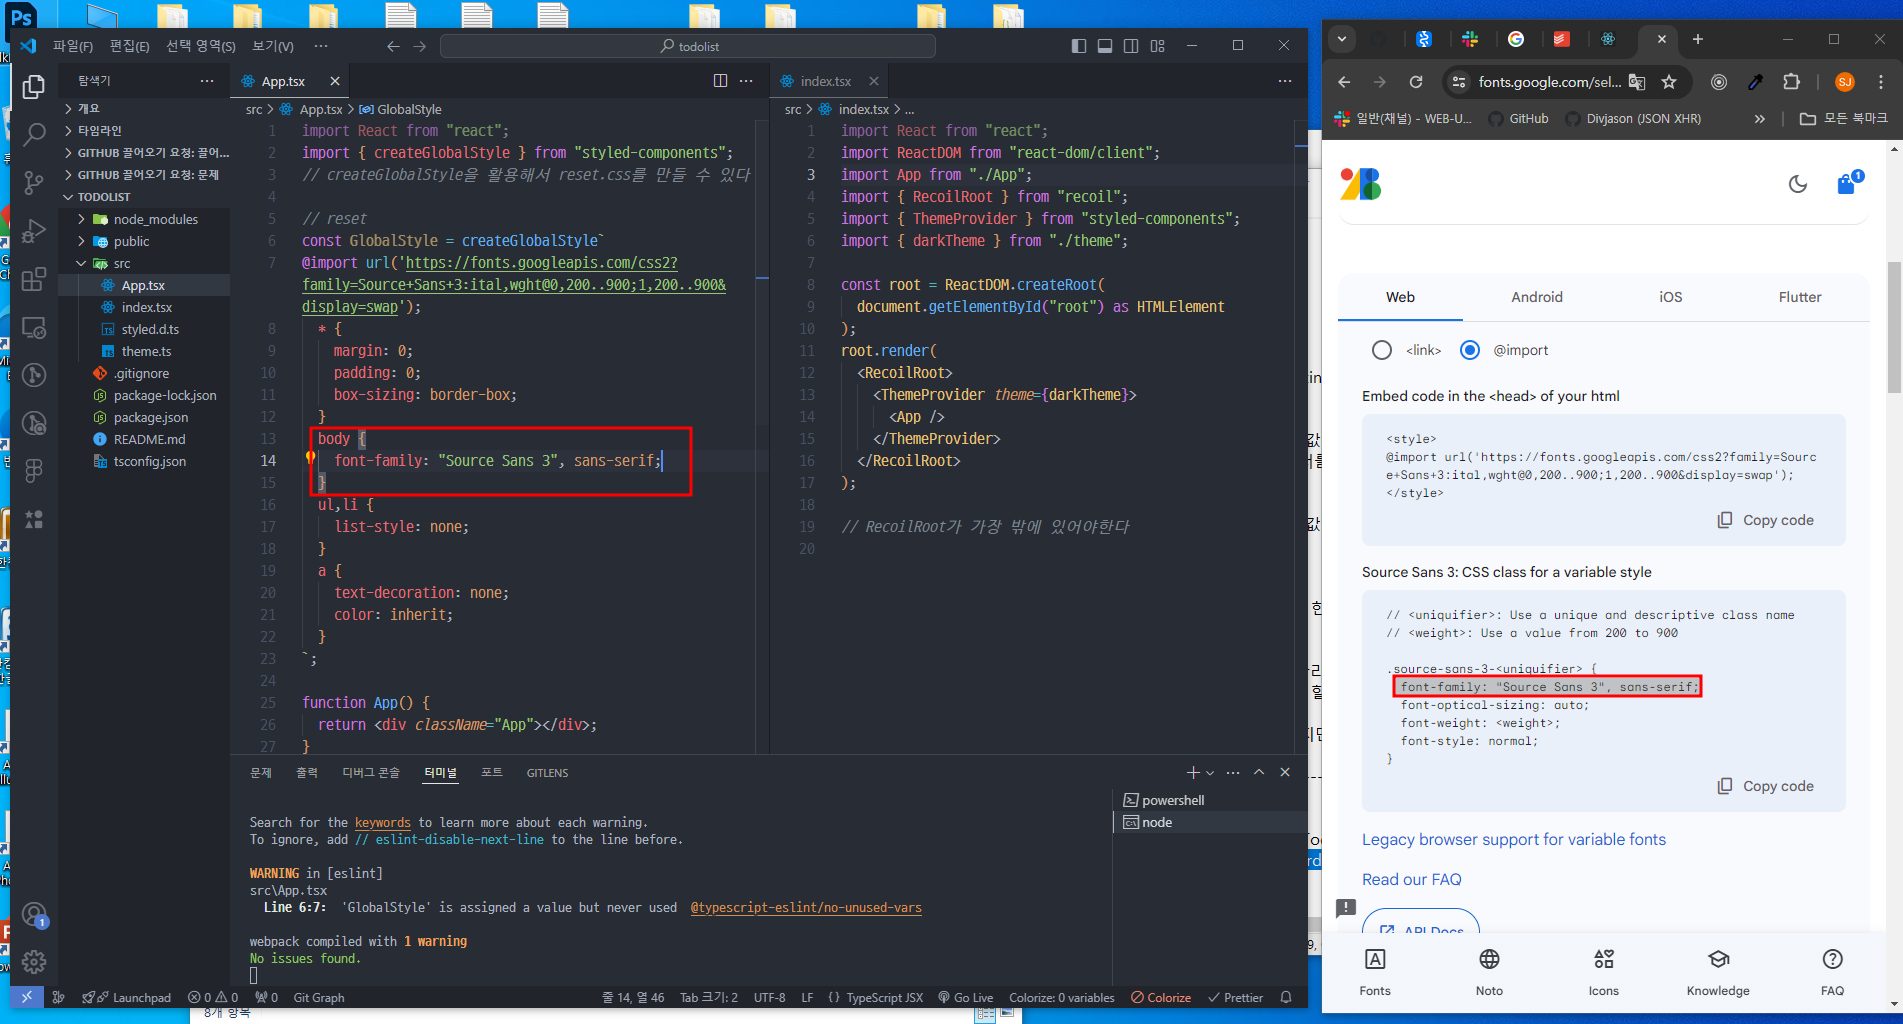 Ps
파일(F) 편집(E) 선택 영역(S) 보기(V) ···
todolist
탐색기 ···
개요
타임라인
GITHUB 끌어오기 요청: 끌어...
GITHUB 끌어오기 요청: 문제
TODOLIST
node_modules
public
src
App.tsx
index.tsx
styled.d.ts
theme.ts
.gitignore
package-lock.json
package.json
README.md
tsconfig.json
App.tsx
src > App.tsx > GlobalStyle
1 import React from "react";
2 import { createGlobalStyle } from "styled-components";
3 // createGlobalStyle을 활용해서 reset.css를 만들 수 있다
4
5 // reset
6 const GlobalStyle = createGlobalStyle`
7 @import url('https://fonts.googleapis.com/css2?
family=Source+Sans+3:ital,wght@0,200..900;1,200..900&
display=swap');
8 * {
9 margin: 0;
10 padding: 0;
11 box-sizing: border-box;
12 }
13 body {
14 font-family: "Source Sans 3", sans-serif;
15 }
16 ul,li {
17 list-style: none;
18 }
19 a {
20 text-decoration: none;
21 color: inherit;
22 }
23 `;
24
25 function App() {
26 return <div className="App"></div>;
27 }
index.tsx
src > index.tsx > ...
1 import React from "react";
2 import ReactDOM from "react-dom/client";
3 import App from "./App";
4 import { RecoilRoot } from "recoil";
5 import { ThemeProvider } from "styled-components";
6 import { darkTheme } from "./theme";
7
8 const root = ReactDOM.createRoot(
9 document.getElementById("root") as HTMLElement
10 );
11 root.render(
12 <RecoilRoot>
13 <ThemeProvider theme={darkTheme}>
14 <App />
15 </ThemeProvider>
16 </RecoilRoot>
17 );
18
19 // RecoilRoot가 가장 밖에 있어야한다
20
문제 출력 디버그 콘솔 터미널 포트 GITLENS
Search for the keywords to learn more about each warning.
To ignore, add // eslint-disable-next-line to the line before.
WARNING in [eslint]
src\App.tsx
Line 6:7: 'GlobalStyle' is assigned a value but never used @typescript-eslint/no-unused-vars
webpack compiled with 1 warning
No issues found.
powershell
node
1
Launchpad 0 0 0 Git Graph
줄 14, 열 46 Tab 크기: 2 UTF-8 LF {} TypeScript JSX Go Live Colorize: 0 variables Colorize Prettier
8개 항목
fonts.google.com/sel...
SJ
일반(채널) - WEB-U... GitHub Divjason (JSON XHR) » 모든 북마크
1
Web Android iOS Flutter
<link> @import
Embed code in the <head> of your html
<style>
@import url('https://fonts.googleapis.com/css2?family=Sourc
e+Sans+3:ital,wght@0,200..900;1,200..900&display=swap');
</style>
Copy code
Source Sans 3: CSS class for a variable style
// <uniquifier>: Use a unique and descriptive class name
// <weight>: Use a value from 200 to 900
.source-sans-3-<uniquifier> {
font-family: "Source Sans 3", sans-serif;
font-optical-sizing: auto;
font-weight: <weight>;
font-style: normal;
}
Copy code
Legacy browser support for variable fonts
Read our FAQ
API Docs
Fonts Noto Icons Knowledge FAQ